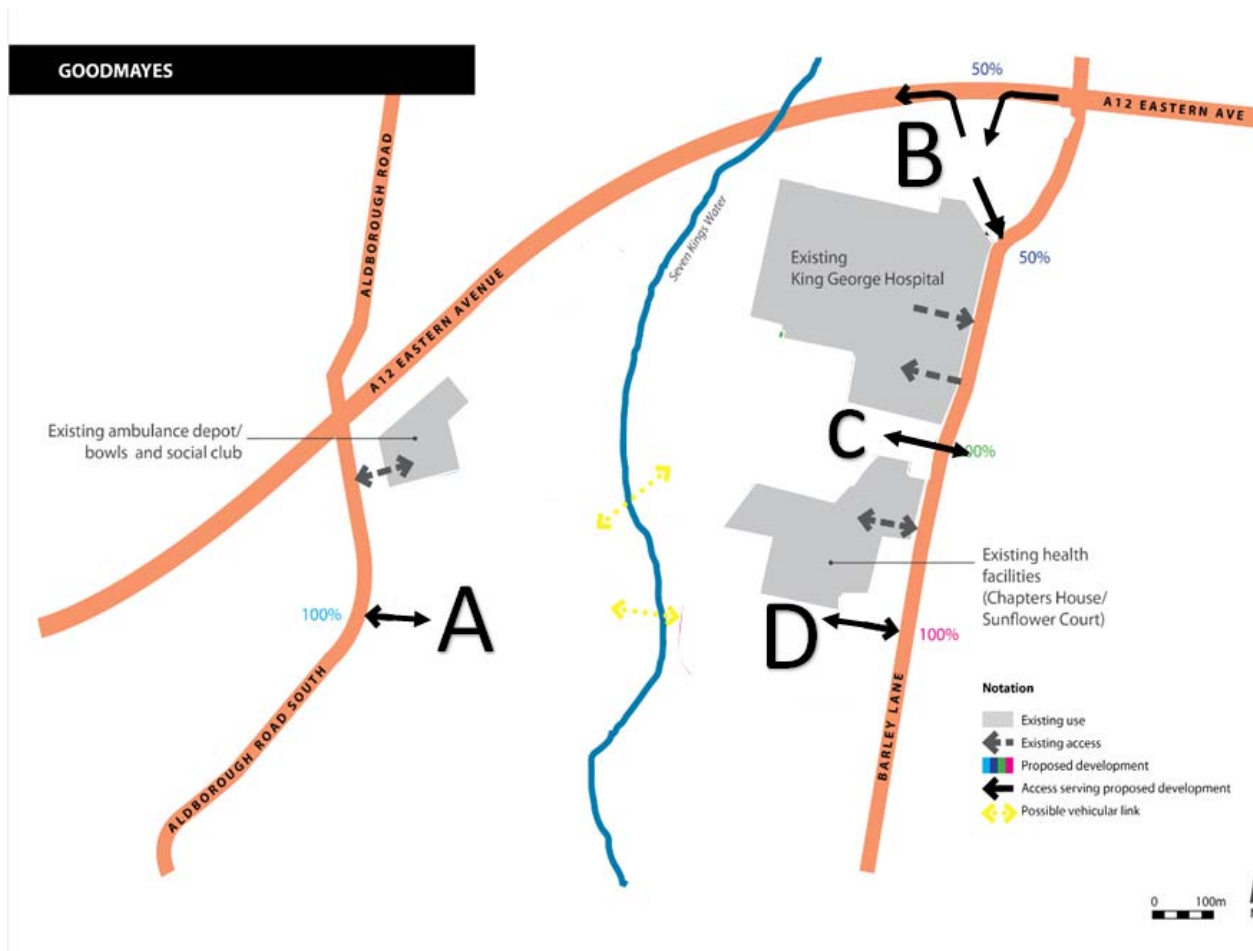 GOODMAYES
50%
A12 EASTERN AVE
ALDBOROUGH ROAD
B
Seven Kings Water
Existing
King George Hospital
50%
A12 EASTERN AVENUE
Existing ambulance depot/
bowls and social club
C
00%
Existing health
facilities
(Chapters House/
Sunflower Court)
100%
A
D
100%
ALDBOROUGH ROAD SOUTH
BARLEY LANE
Notation
Existing use
Existing access
Proposed development
Access serving proposed development
Possible vehicular link
0 100m